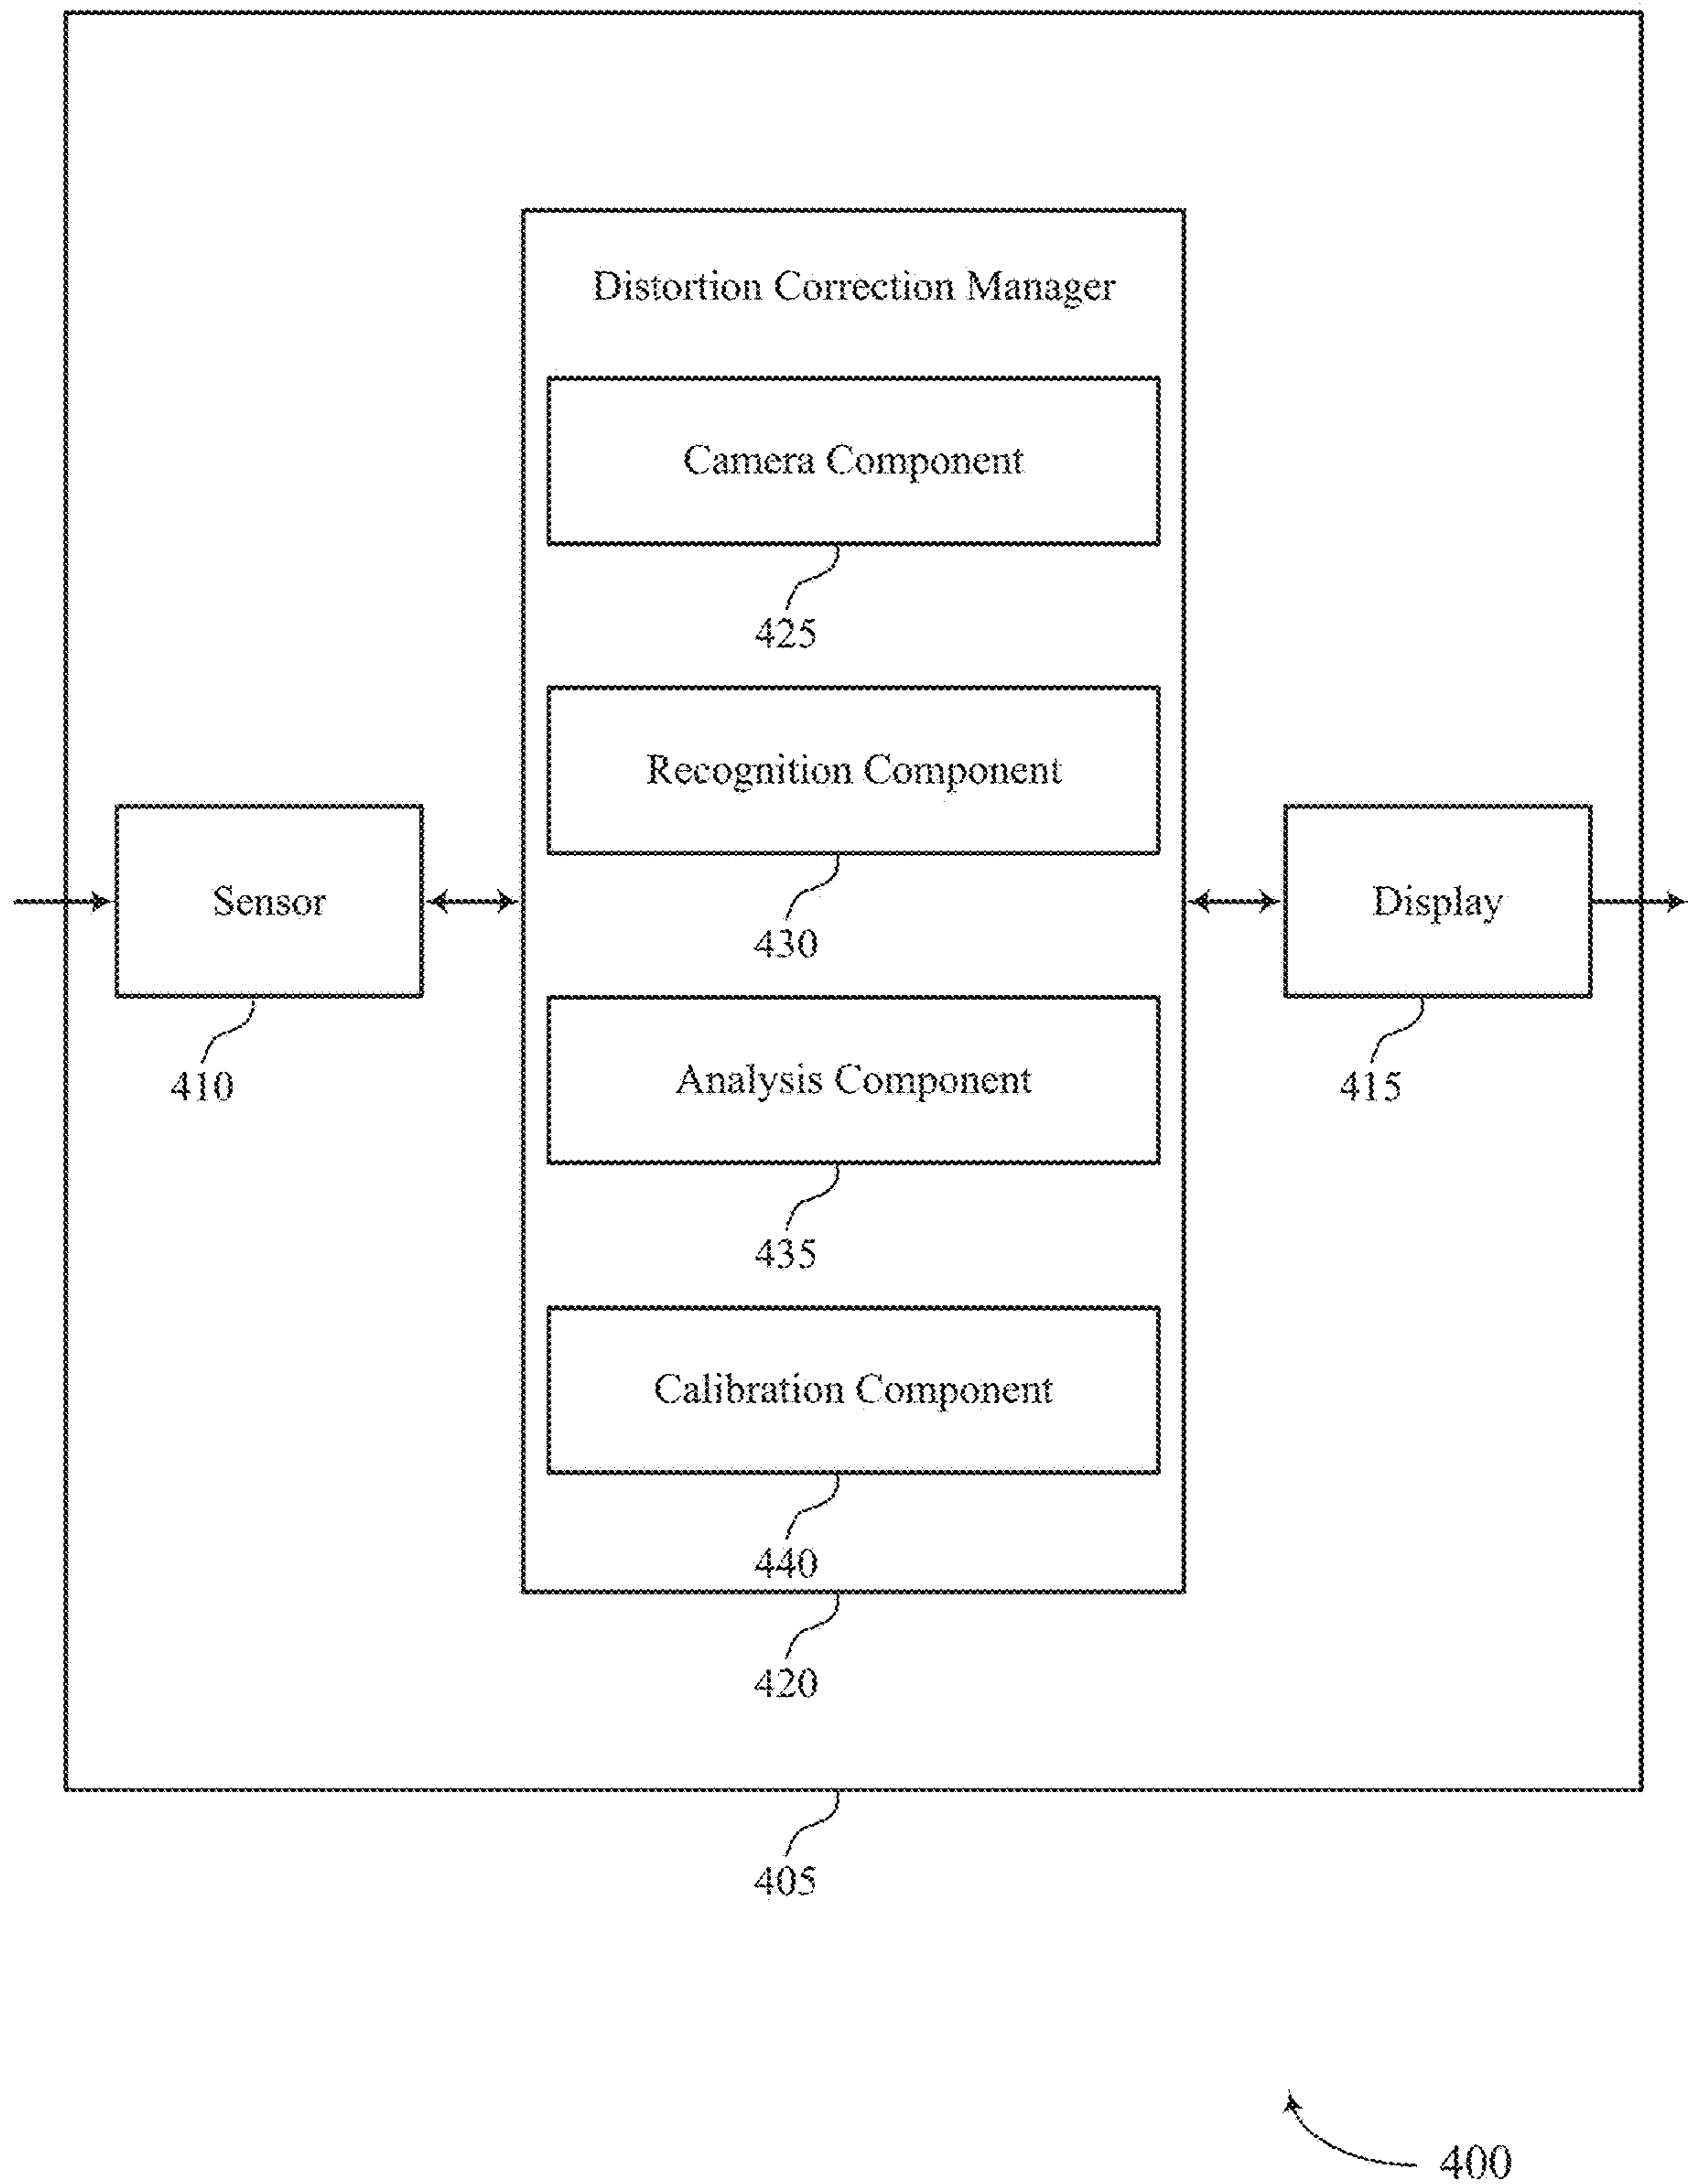 Distortion Correction Manager
Camera Component
425
Recognition Component
430
Sensor
410
Display
415
Analysis Component
435
Calibration Component
440
420
405
400